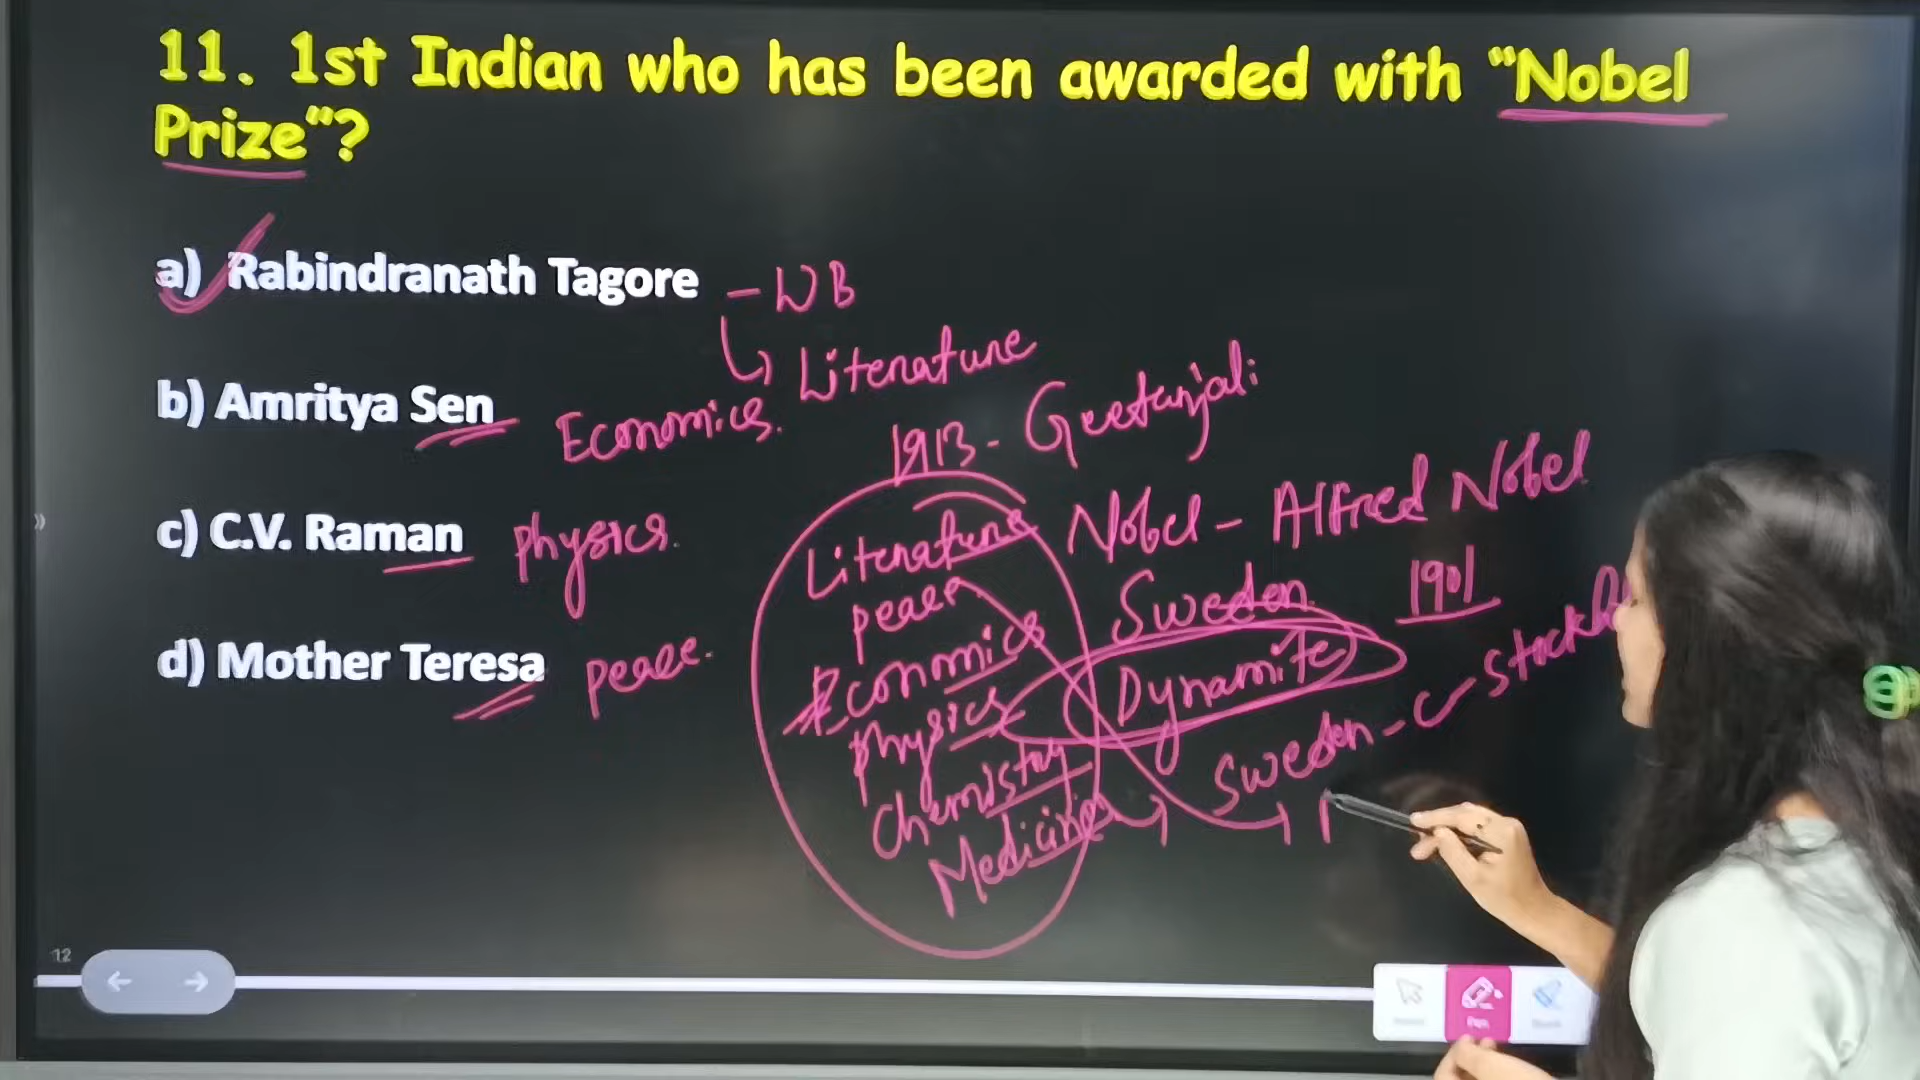 11. 1st Indian who has been awarded with “Nobel
Prize”?
a) Rabindranath Tagore - WB
Literature
b) Amritya Sen Economics.
1913 - Geetanjali
c) C.V. Raman Physics.
Nobel - Alfred Nobel
Literature
Sweden 1901
peace
d) Mother Teresa peace.
Economics
Dynamite
Physics
Sweden -
Chemistry
Medicine
12
Pen